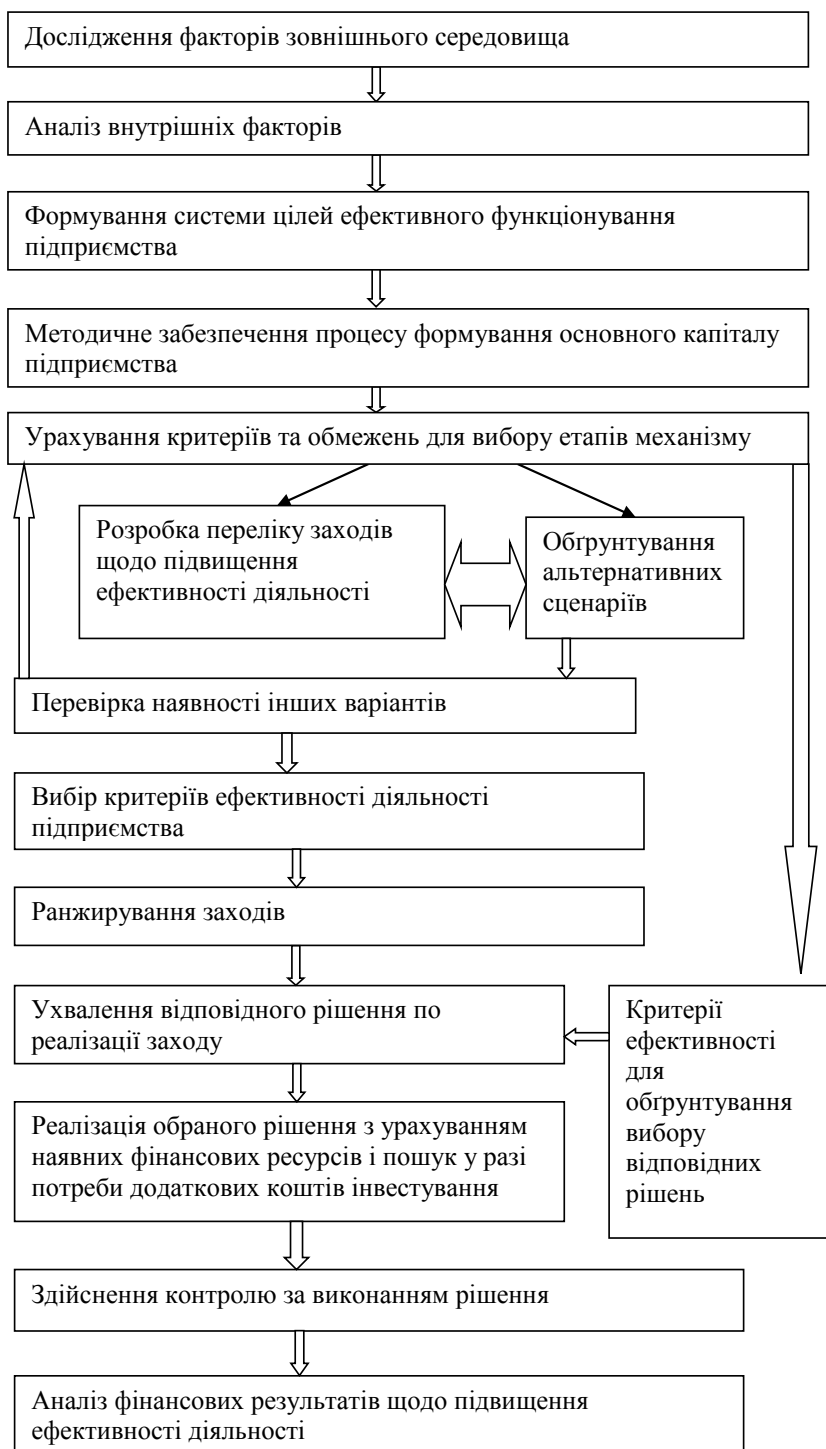 Дослідження факторів зовнішнього середовища
Аналіз внутрішніх факторів
Формування системи цілей ефективного функціонування
підприємства
Методичне забезпечення процесу формування основного капіталу
підприємства
Урахування критеріїв та обмежень для вибору етапів механізму
Розробка переліку заходів
щодо підвищення
ефективності діяльності
Обґрунтування
альтернативних
сценаріїв
Перевірка наявності інших варіантів
Вибір критеріїв ефективності діяльності
підприємства
Ранжирування заходів
Ухвалення відповідного рішення по
реалізації заходу
Критерії
ефективності
для
обґрунтування
вибору
відповідних
рішень
Реалізація обраного рішення з урахуванням
наявних фінансових ресурсів і пошук у разі
потреби додаткових коштів інвестування
Здійснення контролю за виконанням рішення
Аналіз фінансових результатів щодо підвищення
ефективності діяльності